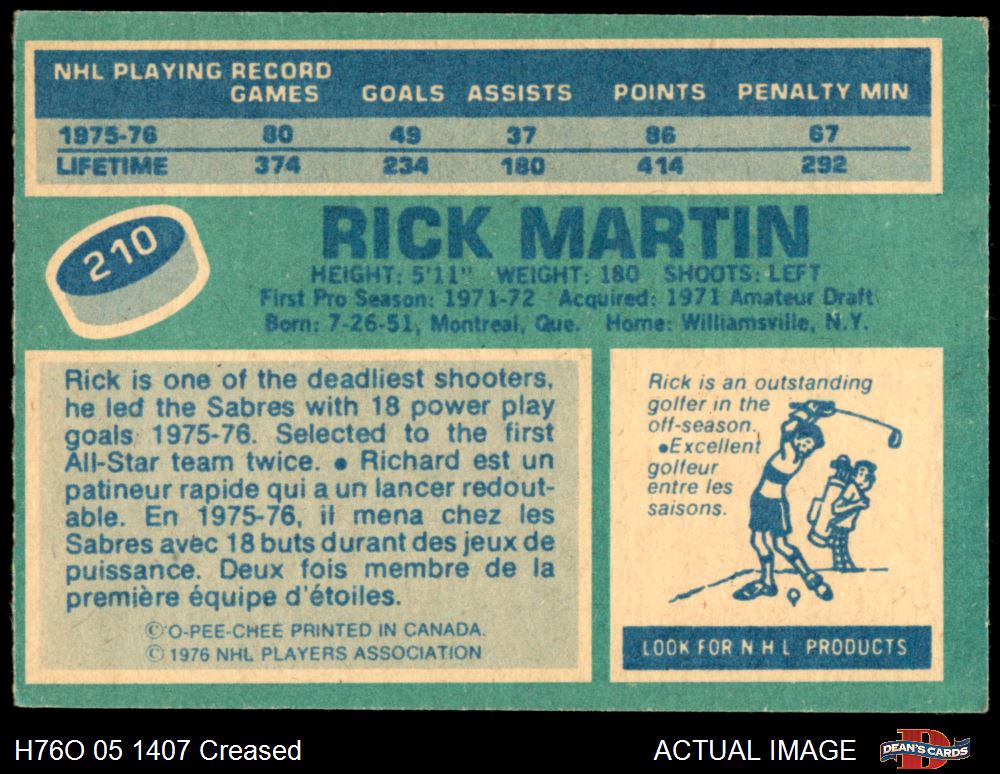 NHL PLAYING RECORD
GAMES GOALS ASSISTS POINTS PENALTY MIN
1975-76 80 49 37 86 67
LIFETIME 374 234 180 414 292
210
RICK MARTIN
HEIGHT: 5'11" WEIGHT: 180 SHOOTS: LEFT
First Pro Season: 1971-72 Acquired: 1971 Amateur Draft
Born: 7-26-51, Montreal, Que. Home: Williamsville, N.Y.
Rick is one of the deadliest shooters,
he led the Sabres with 18 power play
goals 1975-76. Selected to the first
All-Star team twice. ● Richard est un
patineur rapide qui a un lancer redout-
able. En 1975-76, il mena chez les
Sabres avec 18 buts durant des jeux de
puissance. Deux fois membre de la
première équipe d'étoiles.
© O-PEE-CHEE PRINTED IN CANADA.
© 1976 NHL PLAYERS ASSOCIATION
Rick is an outstanding
golfer in the
off-season.
●Excellent
golfeur
entre les
saisons.
LOOK FOR N H L PRODUCTS
H76O 05 1407 Creased
ACTUAL IMAGE
DEAN'S CARDS